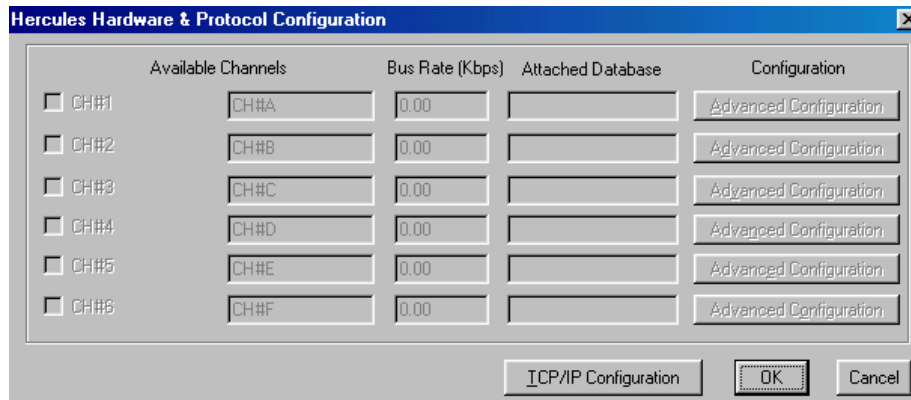 Hercules Hardware & Protocol Configuration
Available Channels Bus Rate (Kbps) Attached Database Configuration
CH#1 CH#A 0.00 Advanced Configuration
CH#2 CH#B 0.00 Advanced Configuration
CH#3 CH#C 0.00 Advanced Configuration
CH#4 CH#D 0.00 Advanced Configuration
CH#5 CH#E 0.00 Advanced Configuration
CH#6 CH#F 0.00 Advanced Configuration
TCP/IP Configuration OK Cancel